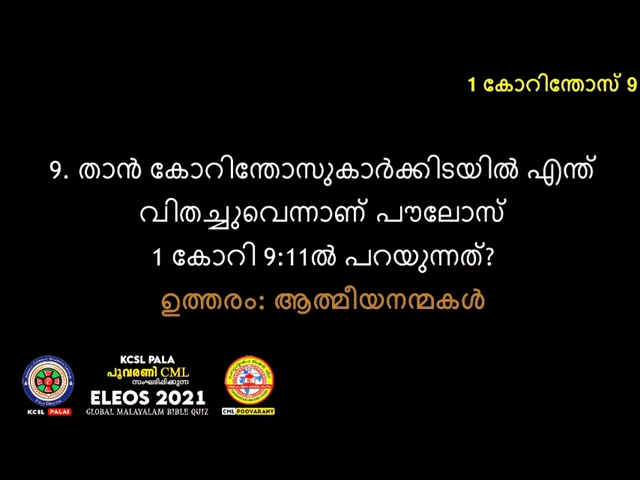 1 കോറിന്തോസ് 9
9. താൻ കോറിന്തോസുകാർക്കിടയിൽ എന്ത്
വിതച്ചുവെന്നാണ് പൗലോസ്
1 കോറി 9:11ൽ പറയുന്നത്?
ഉത്തരം: ആത്മീയനന്മകൾ
KCSL PALA
പൂവരണി CML
സംഘടിപ്പിക്കുന്ന
ELEOS 2021
GLOBAL MALAYALAM BIBLE QUIZ
KCSL PALAI
CML POOVARANY